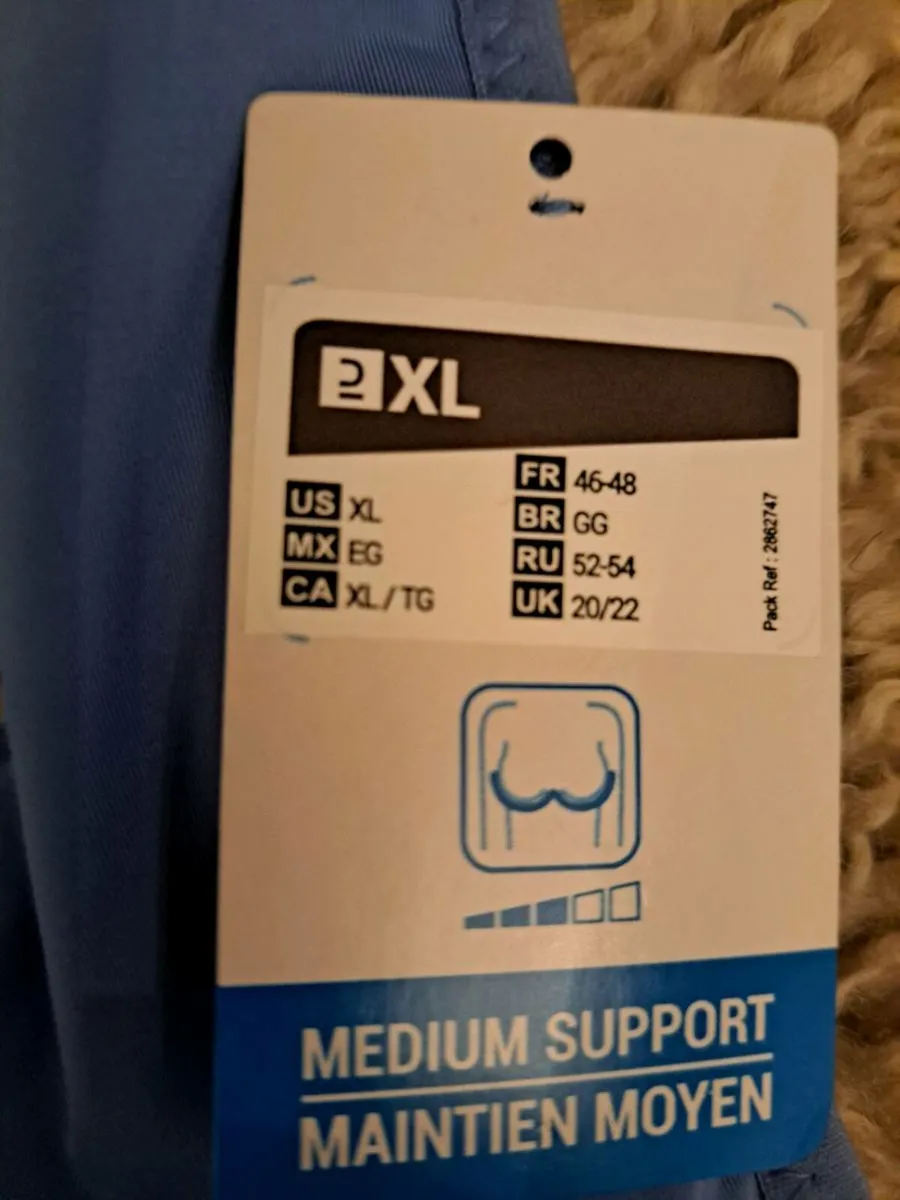 EU XL
US XL
MX EG
CA XL / TG
FR 46-48
BR GG
RU 52-54
UK 20/22
Pack Ref : 2862747
MEDIUM SUPPORT
MAINTIEN MOYEN